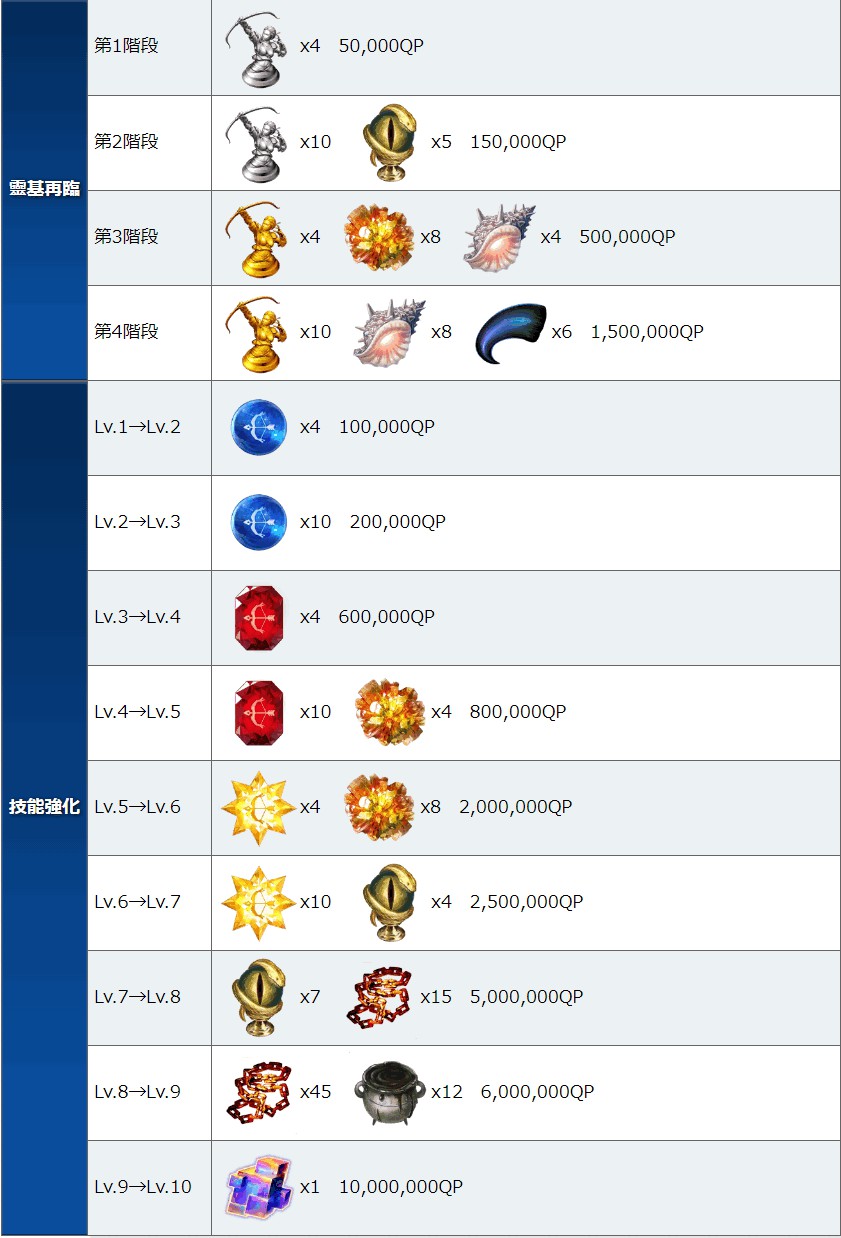 靈基再臨
第1階段 x4 50,000QP
第2階段 x10 x5 150,000QP
第3階段 x4 x8 x4 500,000QP
第4階段 x10 x8 x6 1,500,000QP
技能強化
Lv.1→Lv.2 x4 100,000QP
Lv.2→Lv.3 x10 200,000QP
Lv.3→Lv.4 x4 600,000QP
Lv.4→Lv.5 x10 x4 800,000QP
Lv.5→Lv.6 x4 x8 2,000,000QP
Lv.6→Lv.7 x10 x4 2,500,000QP
Lv.7→Lv.8 x7 x15 5,000,000QP
Lv.8→Lv.9 x45 x12 6,000,000QP
Lv.9→Lv.10 x1 10,000,000QP